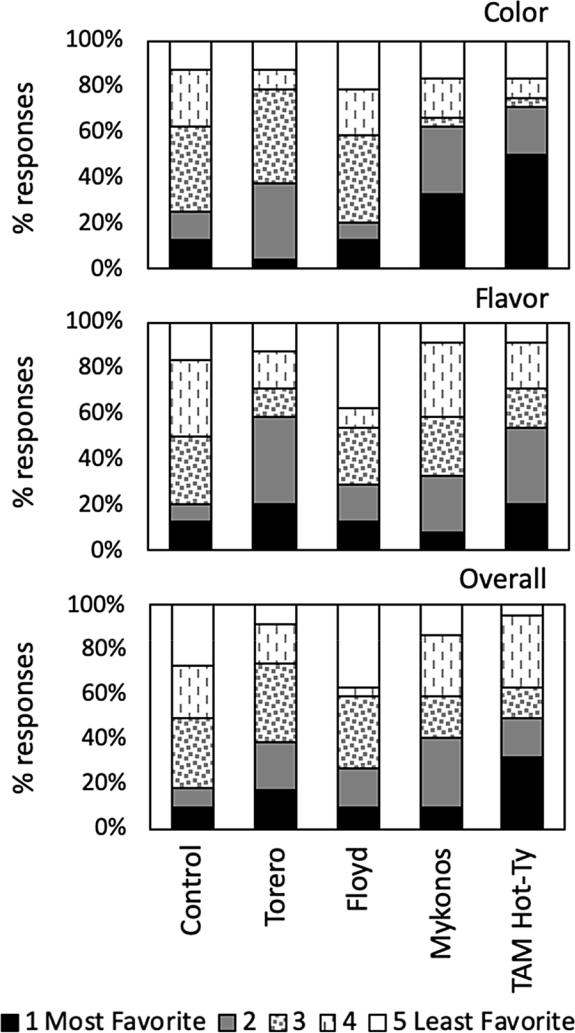 Color
100%
80%
60%
40%
20%
0%
% responses
Flavor
100%
80%
60%
40%
20%
0%
% responses
Overall
100%
80%
60%
40%
20%
0%
% responses
Control
Torero
Floyd
Mykonos
TAM Hot-Ty
1 Most Favorite 2 3 4 5 Least Favorite